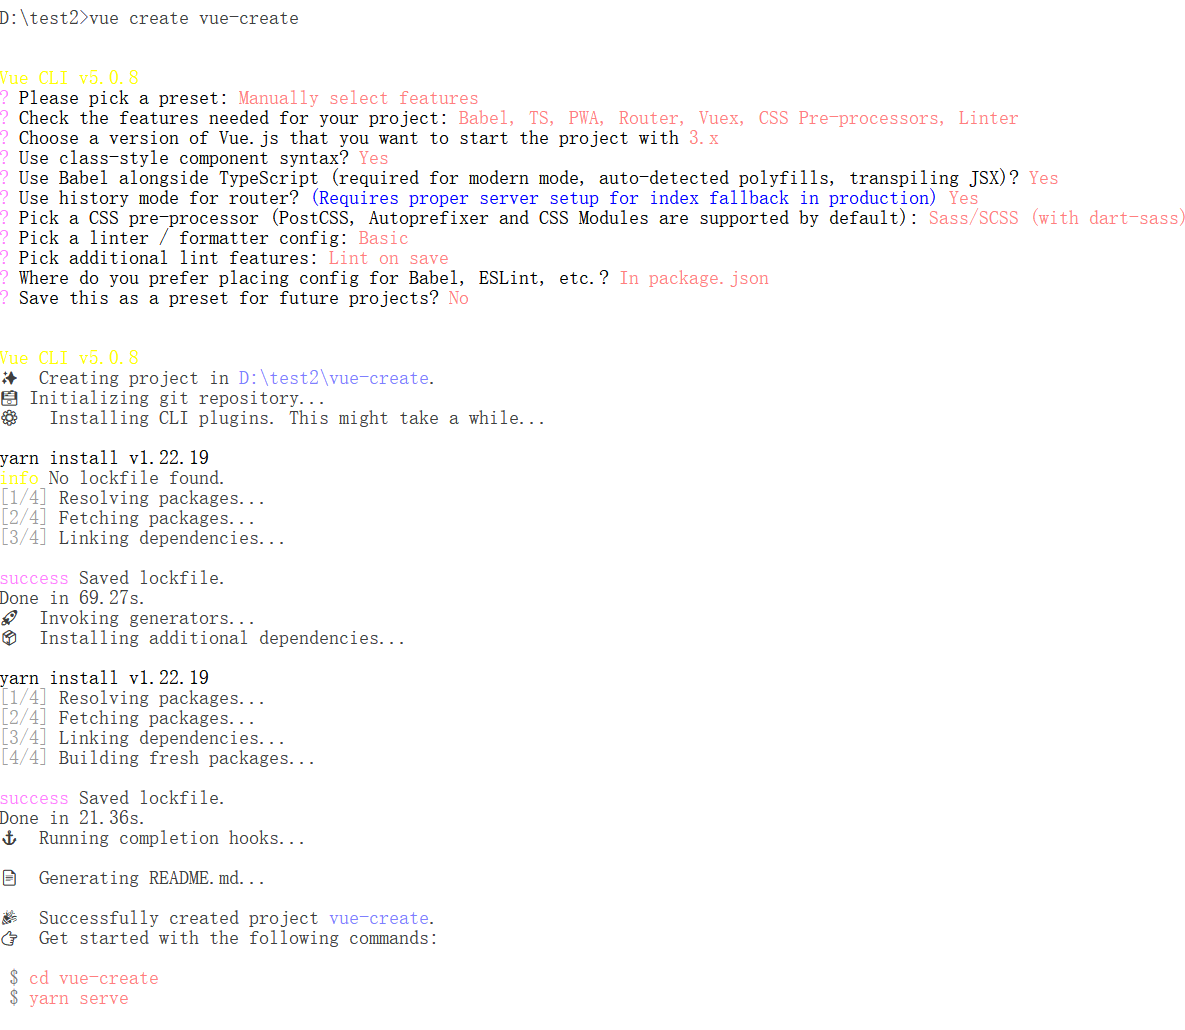 D:\test2>vue create vue-create
Vue CLI v5.0.8
? Please pick a preset: Manually select features
? Check the features needed for your project: Babel, TS, PWA, Router, Vuex, CSS Pre-processors, Linter
? Choose a version of Vue.js that you want to start the project with 3.x
? Use class-style component syntax? Yes
? Use Babel alongside TypeScript (required for modern mode, auto-detected polyfills, transpiling JSX)? Yes
? Use history mode for router? (Requires proper server setup for index fallback in production) Yes
? Pick a CSS pre-processor (PostCSS, Autoprefixer and CSS Modules are supported by default): Sass/SCSS (with dart-sass)
? Pick a linter / formatter config: Basic
? Pick additional lint features: Lint on save
? Where do you prefer placing config for Babel, ESLint, etc.? In package.json
? Save this as a preset for future projects? No
Vue CLI v5.0.8
Creating project in D:\test2\vue-create.
Initializing git repository...
Installing CLI plugins. This might take a while...
yarn install v1.22.19
info No lockfile found.
[1/4] Resolving packages...
[2/4] Fetching packages...
[3/4] Linking dependencies...
success Saved lockfile.
Done in 69.27s.
Invoking generators...
Installing additional dependencies...
yarn install v1.22.19
[1/4] Resolving packages...
[2/4] Fetching packages...
[3/4] Linking dependencies...
[4/4] Building fresh packages...
success Saved lockfile.
Done in 21.36s.
Running completion hooks...
Generating README.md...
Successfully created project vue-create.
Get started with the following commands:
$ cd vue-create
$ yarn serve